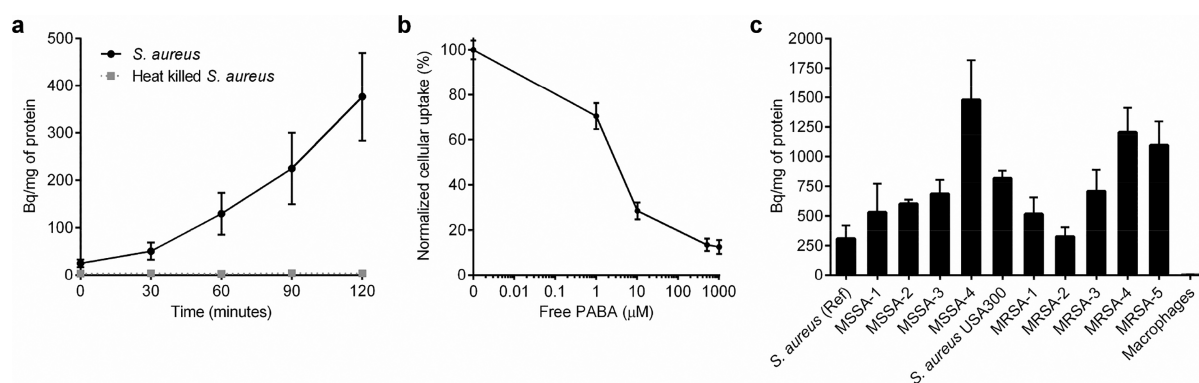 a
500
400
300
200
100
0
Bq/mg of protein
S. aureus
Heat killed S. aureus
0 30 60 90 120
Time (minutes)
b
100
80
60
40
20
0
Normalized cellular uptake (%)
0 0.01 0.1 1 10 100 1000
Free PABA (μM)
c
2000
1750
1500
1250
1000
750
500
250
0
Bq/mg of protein
S. aureus (Ref)
MSSA-1
MSSA-2
MSSA-3
MSSA-4
S. aureus USA300
MRSA-1
MRSA-2
MRSA-3
MRSA-4
MRSA-5
Macrophages